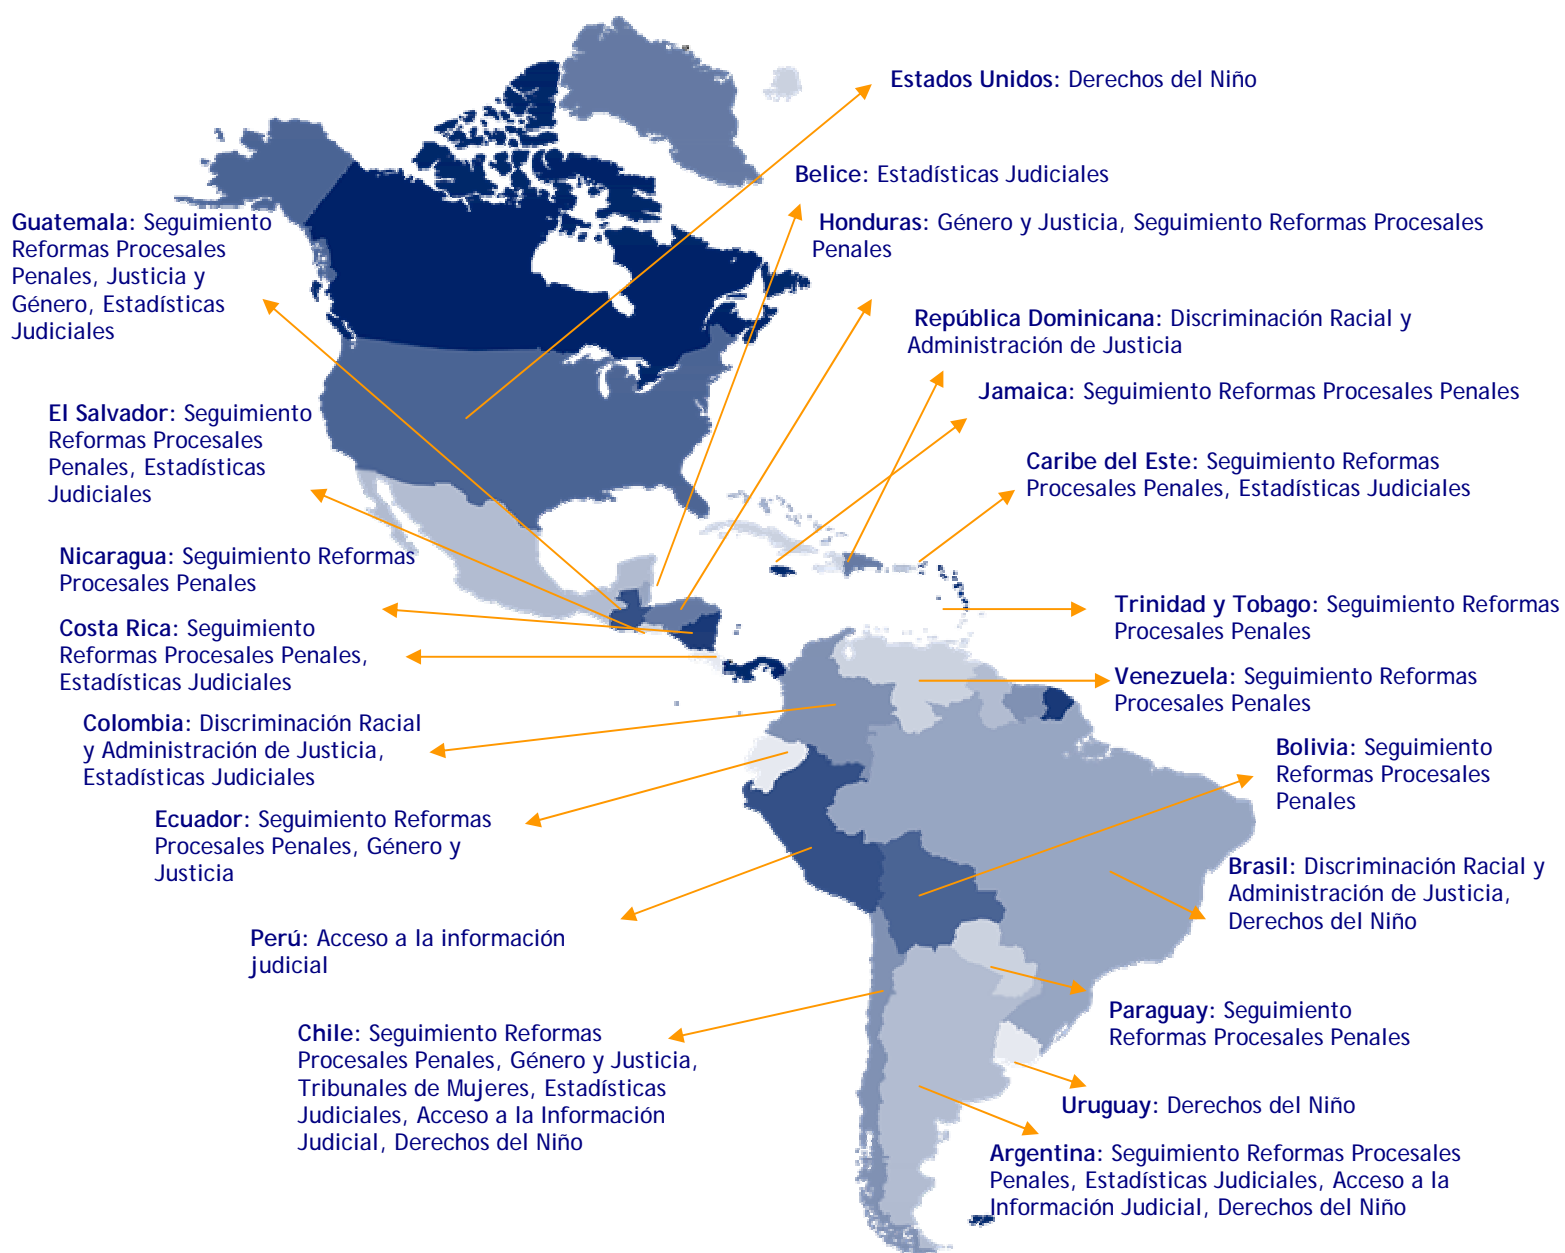 Estados Unidos: Derechos del Niño
Belice: Estadísticas Judiciales
Guatemala: Seguimiento
Reformas Procesales
Penales, Justicia y
Género, Estadísticas
Judiciales
Honduras: Género y Justicia, Seguimiento Reformas Procesales
Penales
República Dominicana: Discriminación Racial y
Administración de Justicia
Jamaica: Seguimiento Reformas Procesales Penales
El Salvador: Seguimiento
Reformas Procesales
Penales, Estadísticas
Judiciales
Caribe del Este: Seguimiento Reformas
Procesales Penales, Estadísticas Judiciales
Nicaragua: Seguimiento Reformas
Procesales Penales
Trinidad y Tobago: Seguimiento Reformas
Procesales Penales
Costa Rica: Seguimiento
Reformas Procesales Penales,
Estadísticas Judiciales
Venezuela: Seguimiento Reformas
Procesales Penales
Colombia: Discriminación Racial
y Administración de Justicia,
Estadísticas Judiciales
Bolivia: Seguimiento
Reformas Procesales
Penales
Ecuador: Seguimiento Reformas
Procesales Penales, Género y
Justicia
Brasil: Discriminación Racial y
Administración de Justicia,
Derechos del Niño
Perú: Acceso a la información
judicial
Paraguay: Seguimiento
Reformas Procesales Penales
Chile: Seguimiento Reformas
Procesales Penales, Género y Justicia,
Tribunales de Mujeres, Estadísticas
Judiciales, Acceso a la Información
Judicial, Derechos del Niño
Uruguay: Derechos del Niño
Argentina: Seguimiento Reformas Procesales
Penales, Estadísticas Judiciales, Acceso a la
Información Judicial, Derechos del Niño